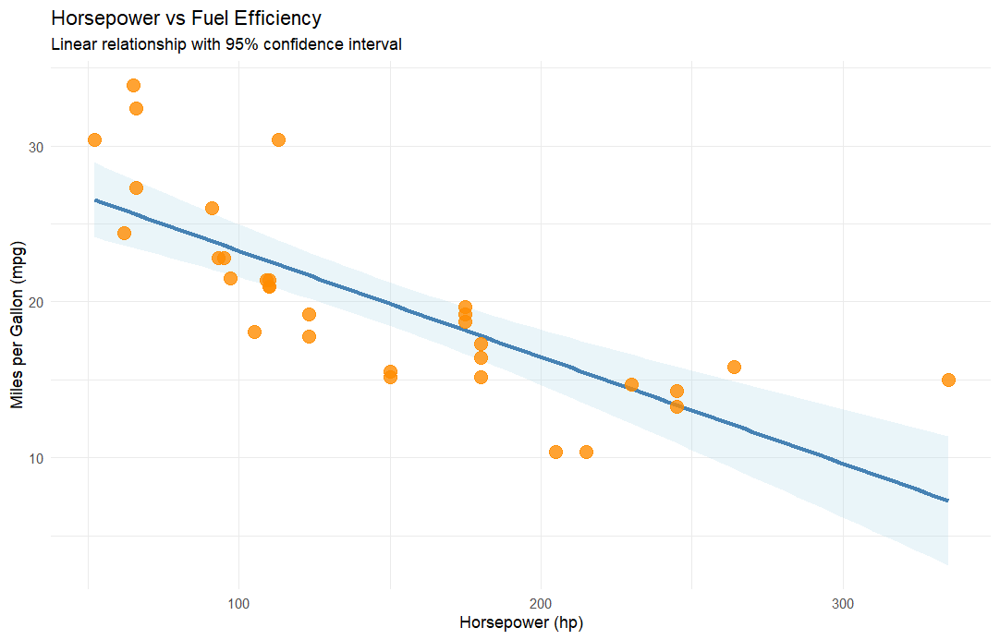 Horsepower vs Fuel Efficiency
Linear relationship with 95% confidence interval
Miles per Gallon (mpg)
30
20
10
100
200
300
Horsepower (hp)